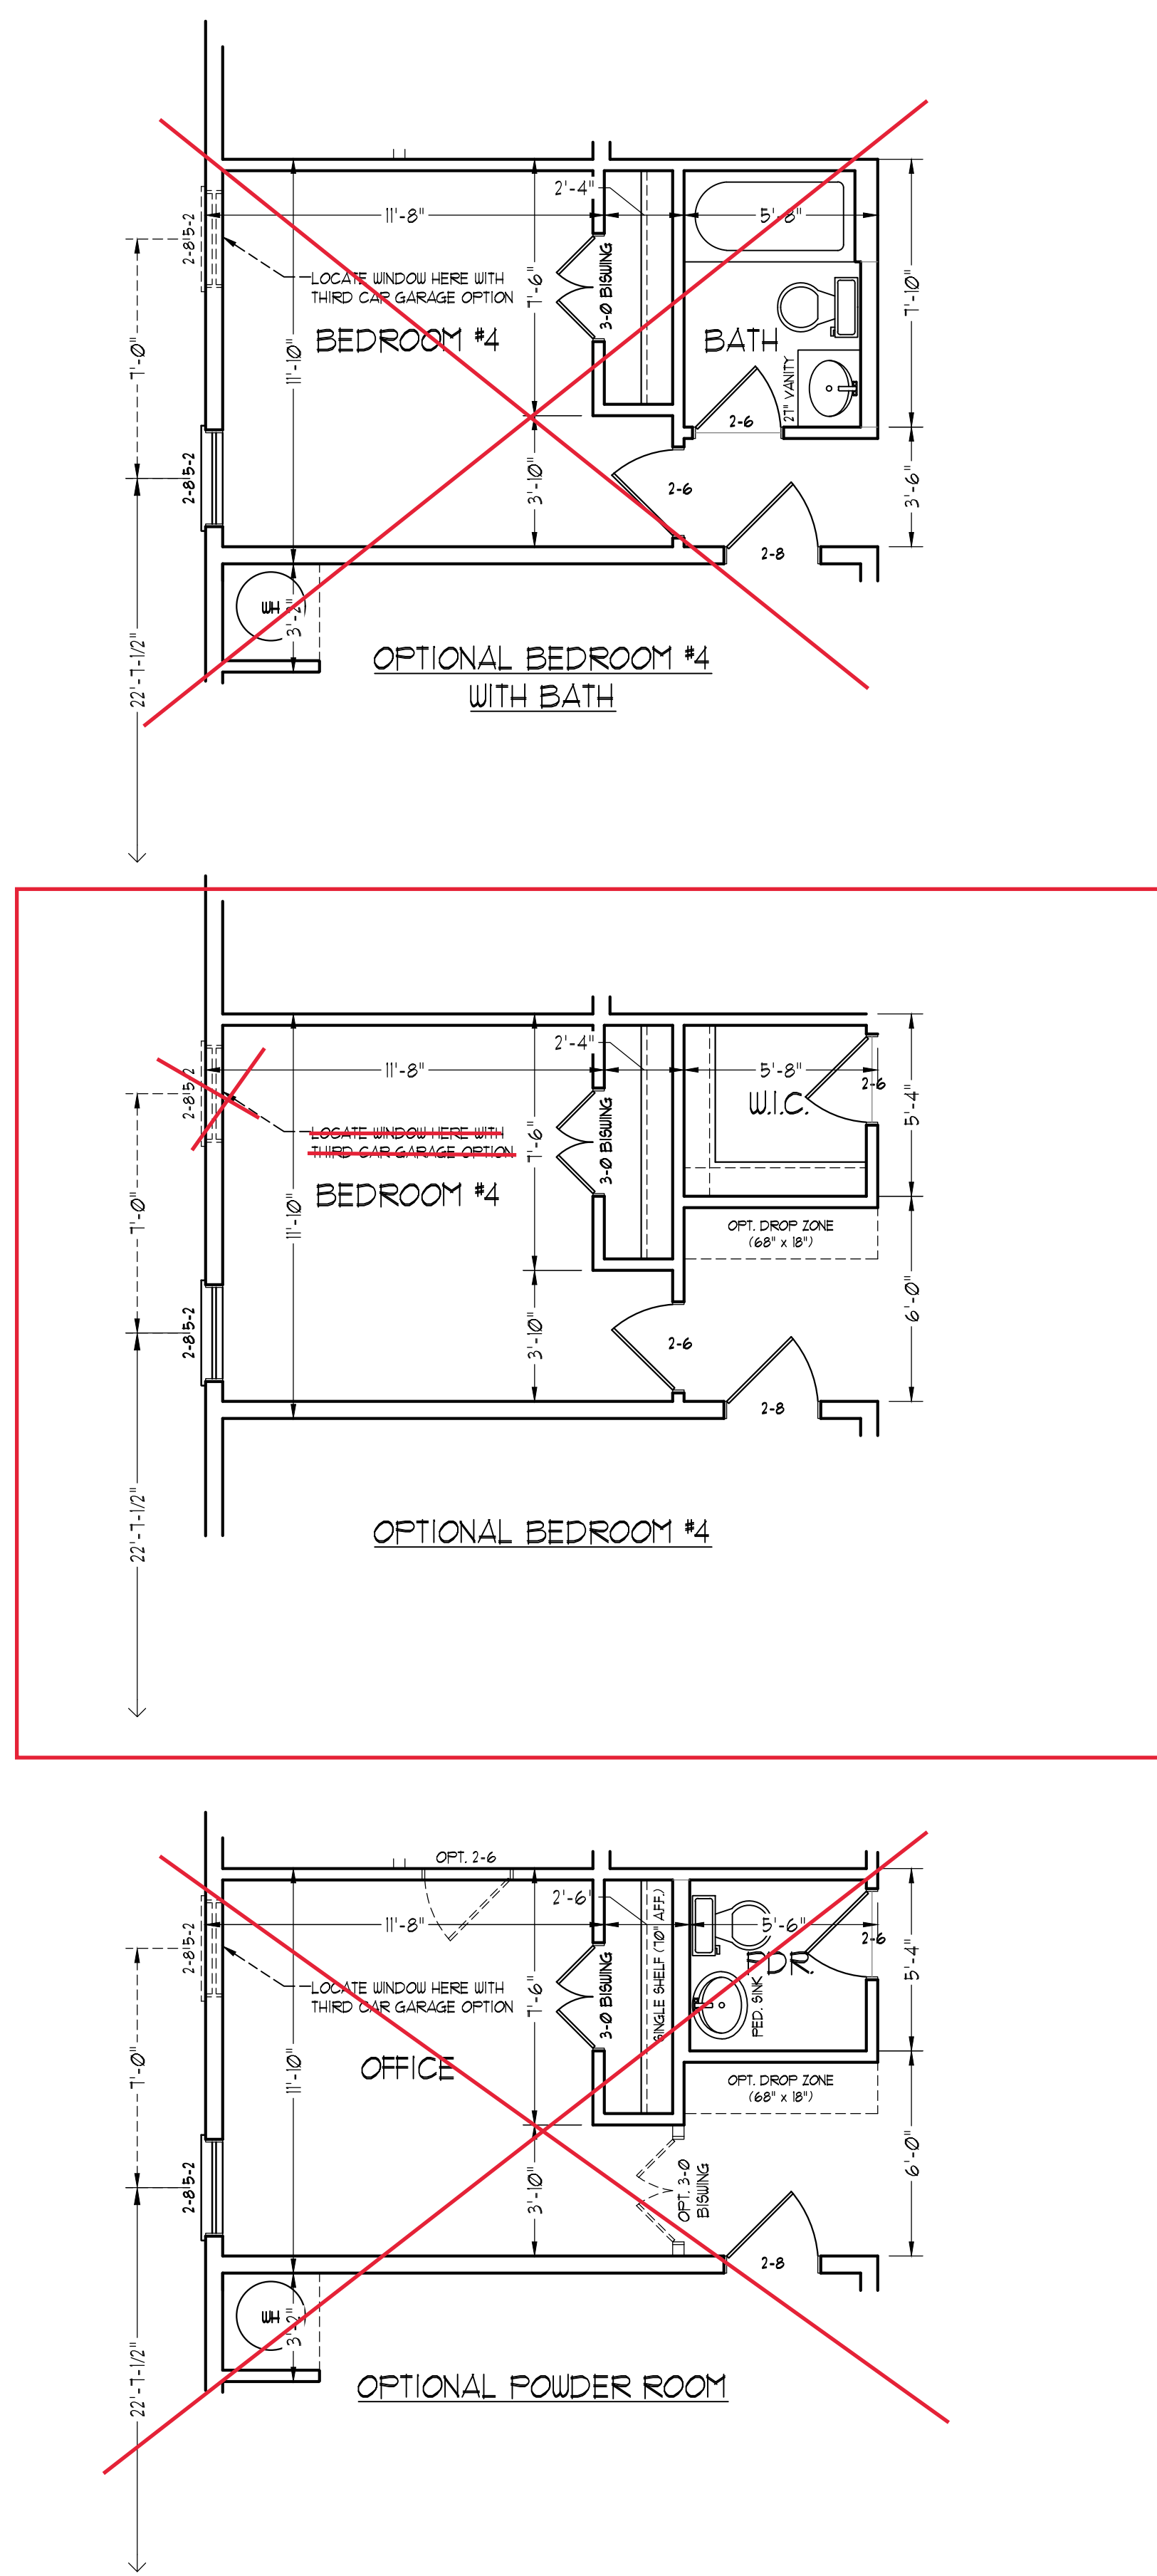 2'-4"
11'-8"
5'-8"
2-8 5-2
LOCATE WINDOW HERE WITH
THIRD CAR GARAGE OPTION
7'-6"
3-0 BISWING
7'-10"
BEDROOM #4
BATH
11'-10"
7'-0"
27" VANITY
2-6
2-8 5-2
3'-10"
2-6
3'-6"
2-8
WH
3'-2"
22'-7-1/2"
OPTIONAL BEDROOM #4
WITH BATH
2'-4"
11'-8"
5'-8"
2-6
2-8 5-2
W.I.C.
5'-4"
LOCATE WINDOW HERE WITH
THIRD CAR GARAGE OPTION
7'-6"
3-0 BISWING
BEDROOM #4
11'-10"
7'-0"
OPT. DROP ZONE
(68" x 18")
6'-0"
2-8 5-2
3'-10"
2-6
2-8
22'-7-1/2"
OPTIONAL BEDROOM #4
OPT. 2-6
2'-6"
11'-8"
5'-6"
2-6
2-8 5-2
SINGLE SHELF (70" AFF.)
PDR.
5'-4"
LOCATE WINDOW HERE WITH
THIRD CAR GARAGE OPTION
7'-6"
3-0 BISWING
PED. SINK
OFFICE
11'-10"
7'-0"
OPT. DROP ZONE
(68" x 18")
6'-0"
2-8 5-2
3'-10"
OPT. 3-0
BISWING
2-8
WH
3'-2"
22'-7-1/2"
OPTIONAL POWDER ROOM